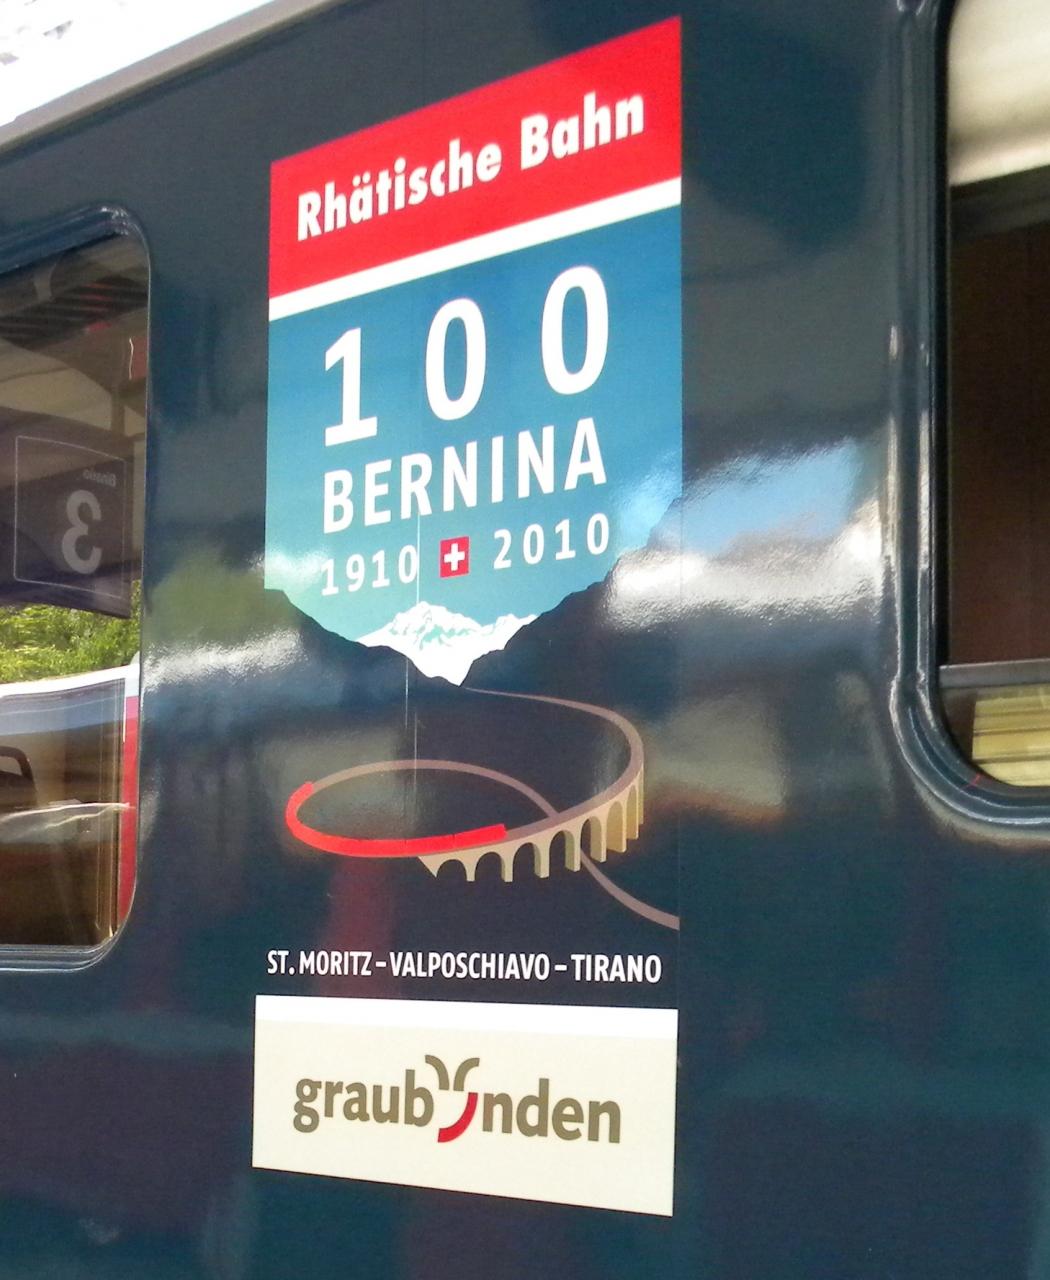 Rhätische Bahn
100
BERNINA
1910 2010
3
ST. MORITZ – VALPOSCHIAVO – TIRANO
graubünden